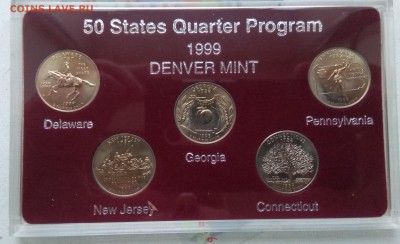 COINS.LAVE.RU
50 States Quarter Program
1999
DENVER MINT
Delaware
Pennsylvania
Georgia
New Jersey
Connecticut